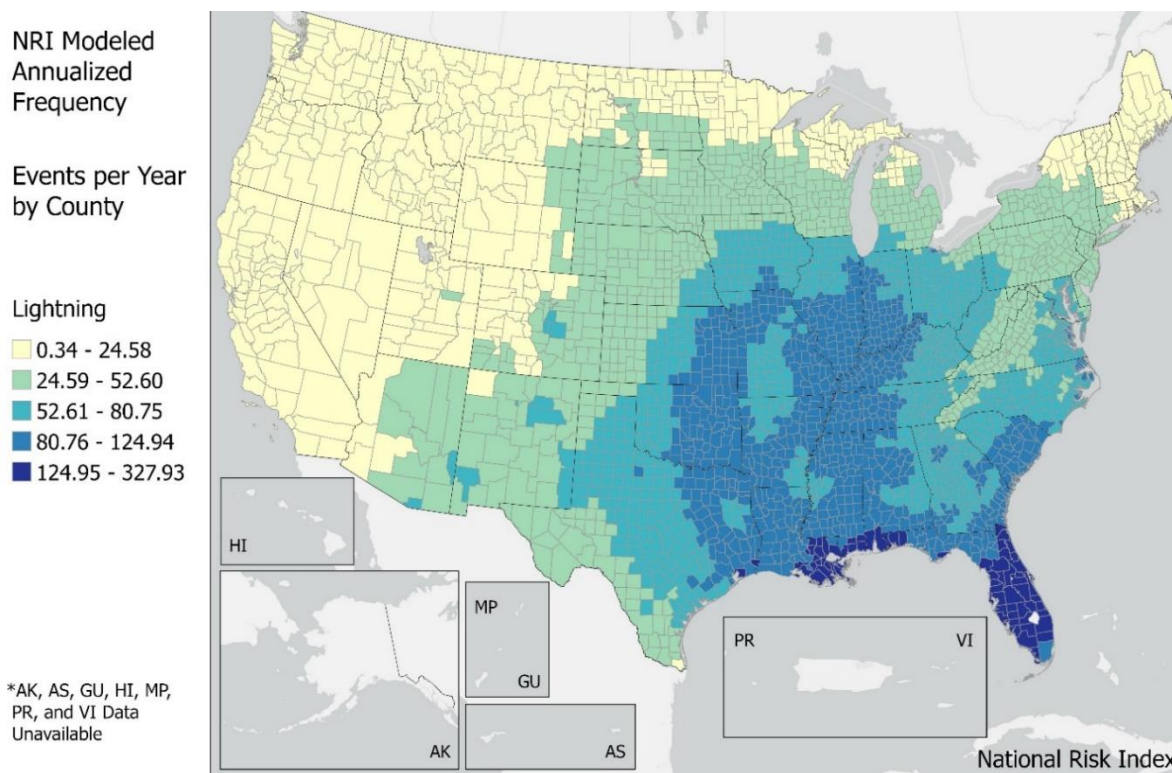 NRI Modeled
Annualized
Frequency
Events per Year
by County
Lightning
0.34 - 24.58
24.59 - 52.60
52.61 - 80.75
80.76 - 124.94
124.95 - 327.93
*AK, AS, GU, HI, MP,
PR, and VI Data
Unavailable
HI
AK
MP
GU
AS
PR
VI
National Risk Index